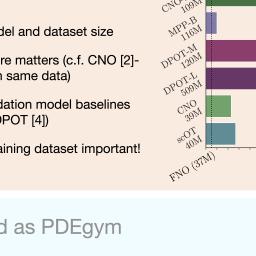 del and dataset size
re matters (c.f. CNO [2]-
n same data)
dation model baselines
DPOT [4])
aining dataset important!
CNO
109M
MPP-B
116M
DPOT-M
120M
DPOT-L
509M
CNO
39M
scOT
40M
FNO (37M)
d as PDEgym